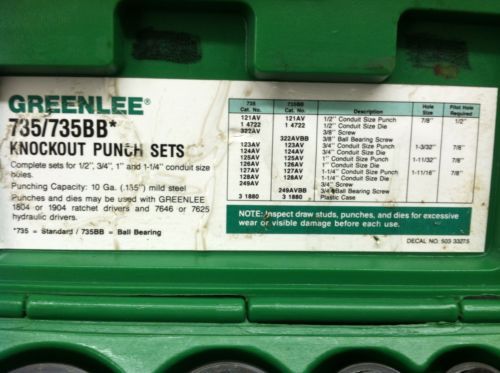 GREENLEE®
735/735BB*
KNOCKOUT PUNCH SETS
Complete sets for 1/2", 3/4", 1" and 1-1/4" conduit size
holes.
Punching Capacity: 10 Ga. (.135") mild steel
Punches and dies may be used with GREENLEE
1804 or 1904 ratchet drivers and 7646 or 7625
hydraulic drivers.
*735 = Standard / 735BB = Ball Bearing
735 Cat. No. 735BB Cat. No. Description Hole Size Pilot Hole Required
121AV 121AV 1/2" Conduit Size Punch 7/8" 1/2"
1 4722 1 4722 1/2" Conduit Size Die
322AV 3/8" Screw
322AVBB 3/8" Ball Bearing Screw
123AV 123AV 3/4" Conduit Size Punch 1-3/32" 7/8"
124AV 124AV 3/4" Conduit Size Die
125AV 125AV 1" Conduit Size Punch 1-11/32" 7/8"
126AV 126AV 1" Conduit Size Die
127AV 127AV 1-1/4" Conduit Size Punch 1-11/16" 7/8"
128AV 128AV 1-1/4" Conduit Size Die
249AV 3/4" Screw
249AVBB 3/4" Ball Bearing Screw
3 1880 3 1880 Plastic Case
NOTE: Inspect draw studs, punches, and dies for excessive
wear or visible damage before each use.
DECAL NO. 503 3327.5